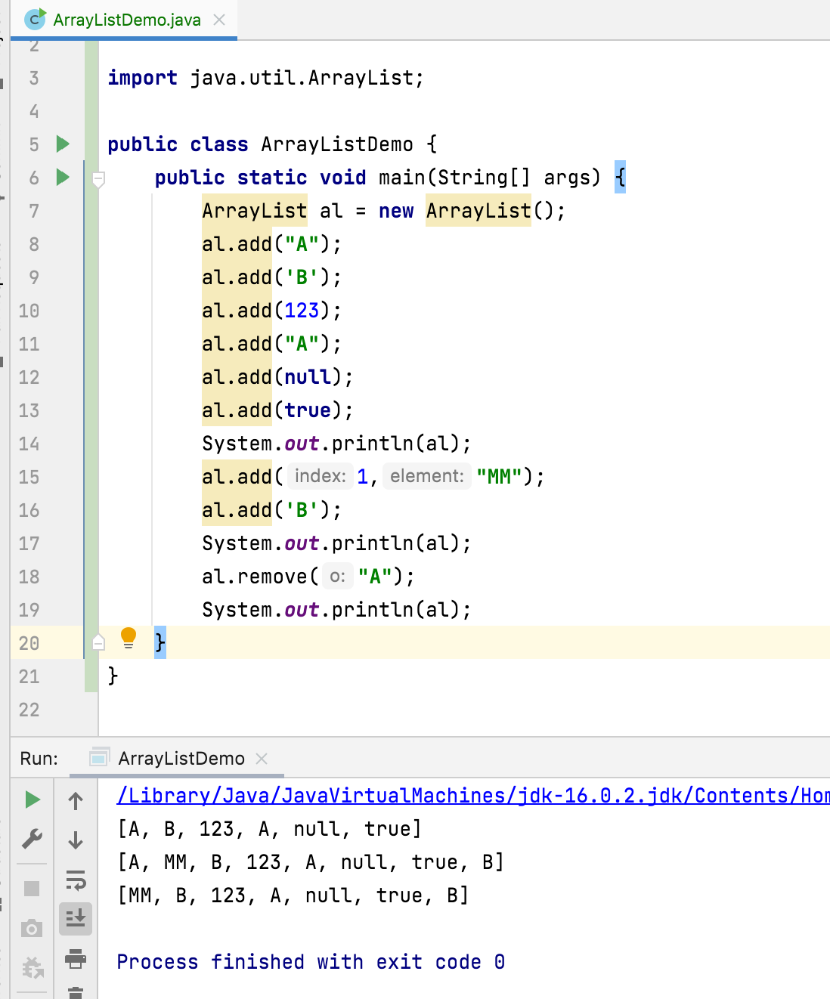 ArrayListDemo.java
2
3 import java.util.ArrayList;
4
5 public class ArrayListDemo {
6 public static void main(String[] args) {
7 ArrayList al = new ArrayList();
8 al.add("A");
9 al.add('B');
10 al.add(123);
11 al.add("A");
12 al.add(null);
13 al.add(true);
14 System.out.println(al);
15 al.add( index: 1, element: "MM");
16 al.add('B');
17 System.out.println(al);
18 al.remove( o: "A");
19 System.out.println(al);
20 }
21 }
22
Run: ArrayListDemo
/Library/Java/JavaVirtualMachines/jdk-16.0.2.jdk/Contents/Hom
[A, B, 123, A, null, true]
[A, MM, B, 123, A, null, true, B]
[MM, B, 123, A, null, true, B]
Process finished with exit code 0